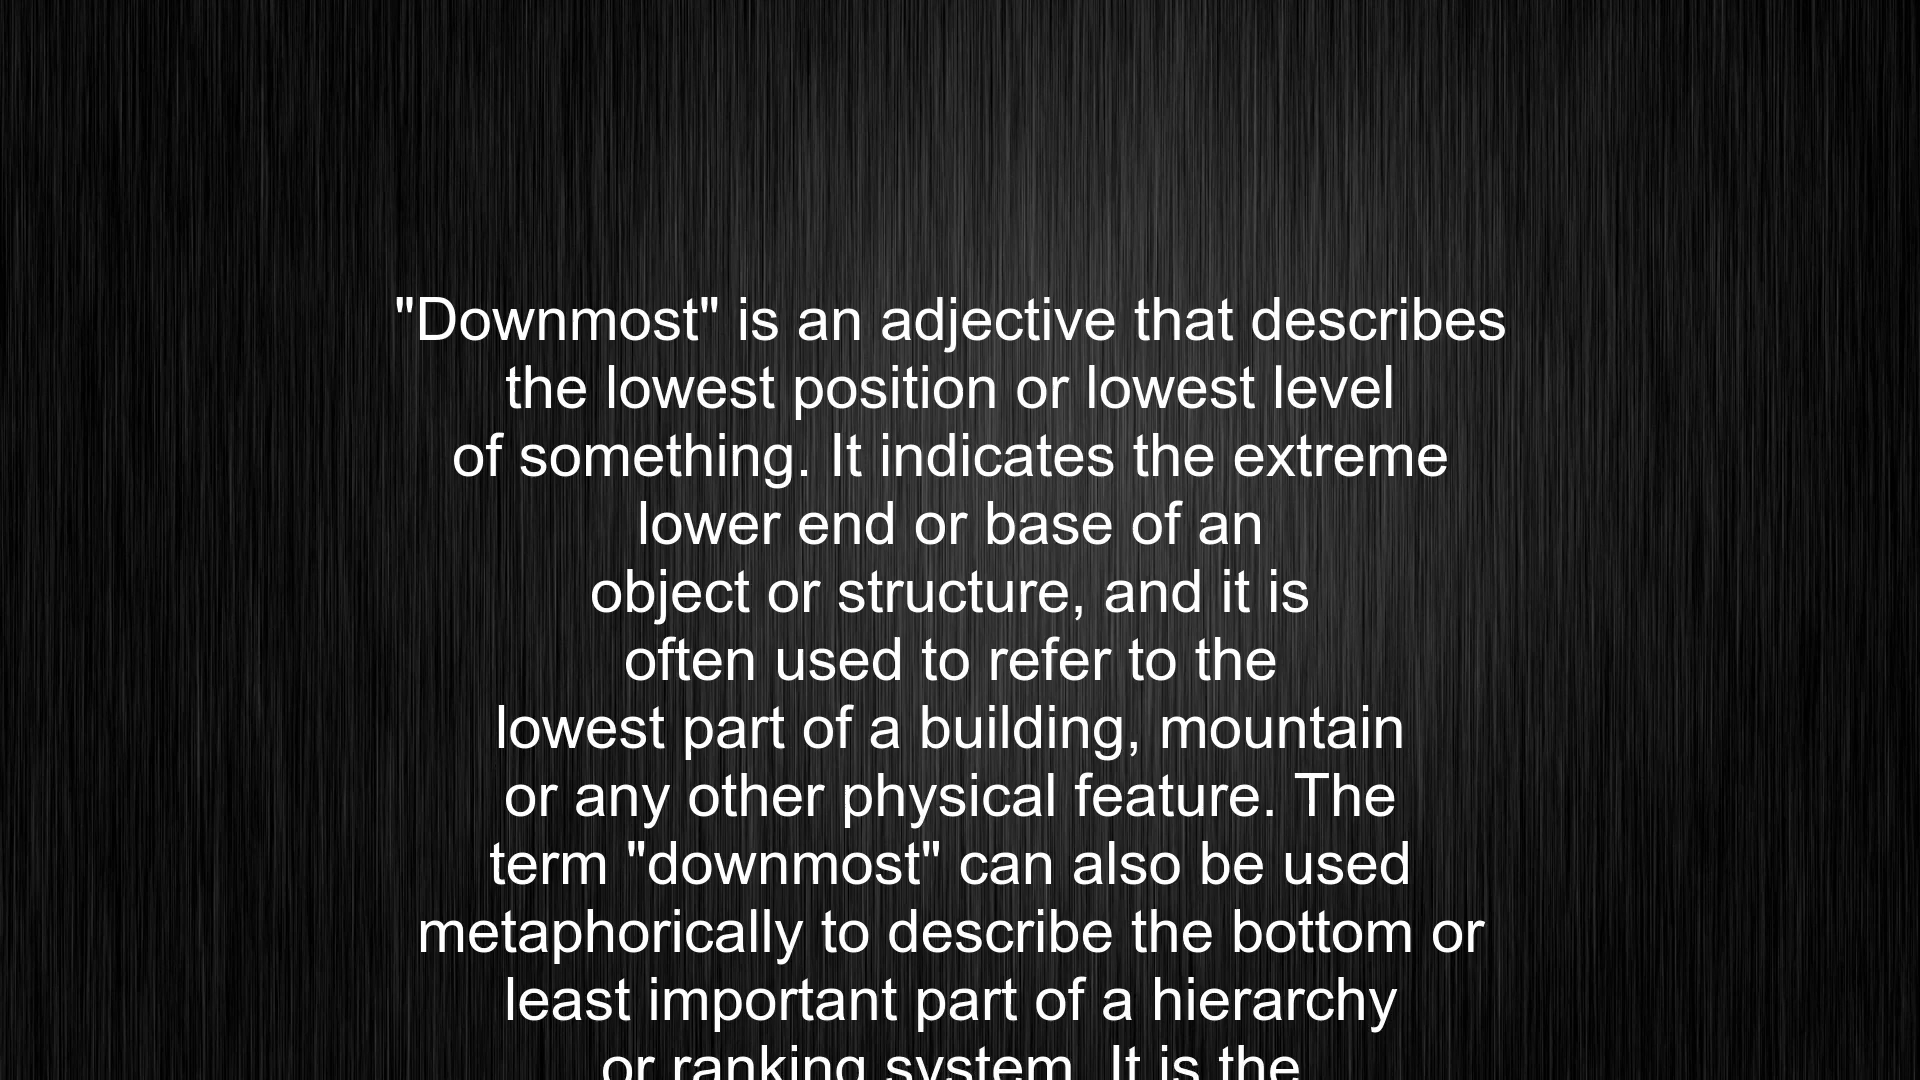 "Downmost" is an adjective that describes
the lowest position or lowest level
of something. It indicates the extreme
lower end or base of an
object or structure, and it is
often used to refer to the
lowest part of a building, mountain
or any other physical feature. The
term "downmost" can also be used
metaphorically to describe the bottom or
least important part of a hierarchy
or ranking system. It is the